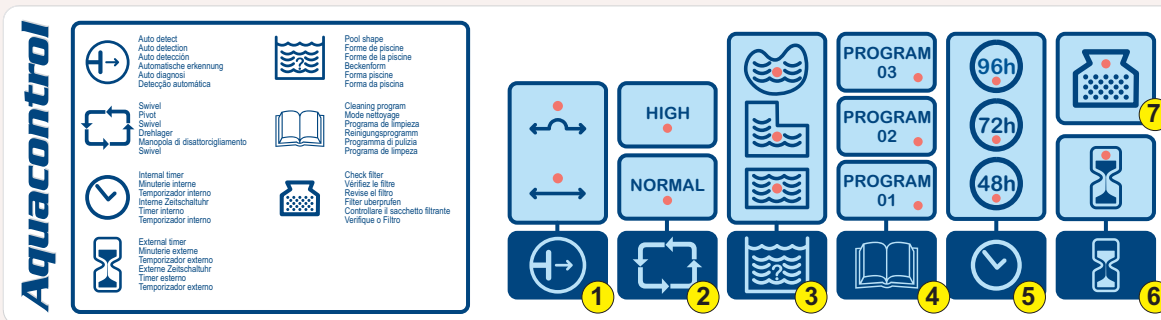 Aquacontrol
Auto detect
Auto detection
Auto detección
Automatische erkennung
Auto diagnosi
Detecção automática
Swivel
Pivot
Swivel
Drehlager
Manopola di disattorcigliamento
Swivel
Internal timer
Minuterie interne
Temporizador interno
Interne Zeitschaltuhr
Timer interno
Temporizador interno
External timer
Minuterie externe
Temporizador externo
Externe Zeitschaltuhr
Timer esterno
Temporizador externo
Pool shape
Forme de piscine
Forme de la piscine
Beckenform
Forma piscine
Forma da piscina
Cleaning program
Mode nettoyage
Programa de limpieza
Reinigungsprogramm
Programma di pulizia
Programa de limpeza
Check filter
Vérifiez le filtre
Revise el filtro
Filter uberprufen
Controllare il sacchetto filtrante
Verifique o Filtro
1
HIGH
NORMAL
2
?
?
3
PROGRAM
03
PROGRAM
02
PROGRAM
01
4
96h
72h
48h
5
7
6